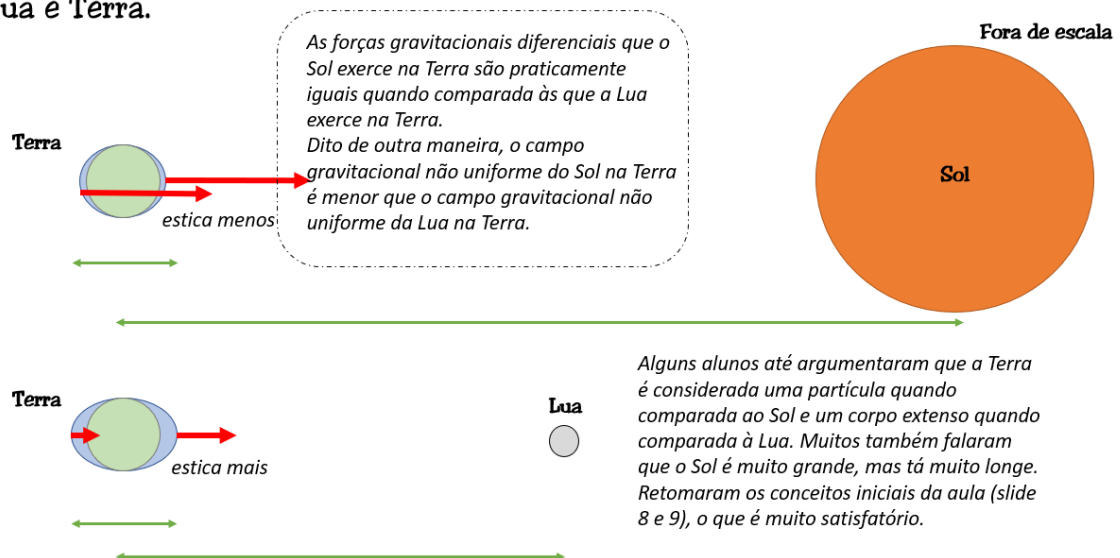 ua e Terra.
Fora de escala
As forças gravitacionais diferenciais que o
Sol exerce na Terra são praticamente
iguais quando comparada às que a Lua
exerce na Terra.
Dito de outra maneira, o campo
gravitacional não uniforme do Sol na Terra
é menor que o campo gravitacional não
uniforme da Lua na Terra.
Terra
Sol
estica menos
Alguns alunos até argumentaram que a Terra
é considerada uma partícula quando
comparada ao Sol e um corpo extenso quando
comparada à Lua. Muitos também falaram
que o Sol é muito grande, mas tá muito longe.
Retomaram os conceitos iniciais da aula (slide
8 e 9), o que é muito satisfatório.
Terra
Lua
estica mais